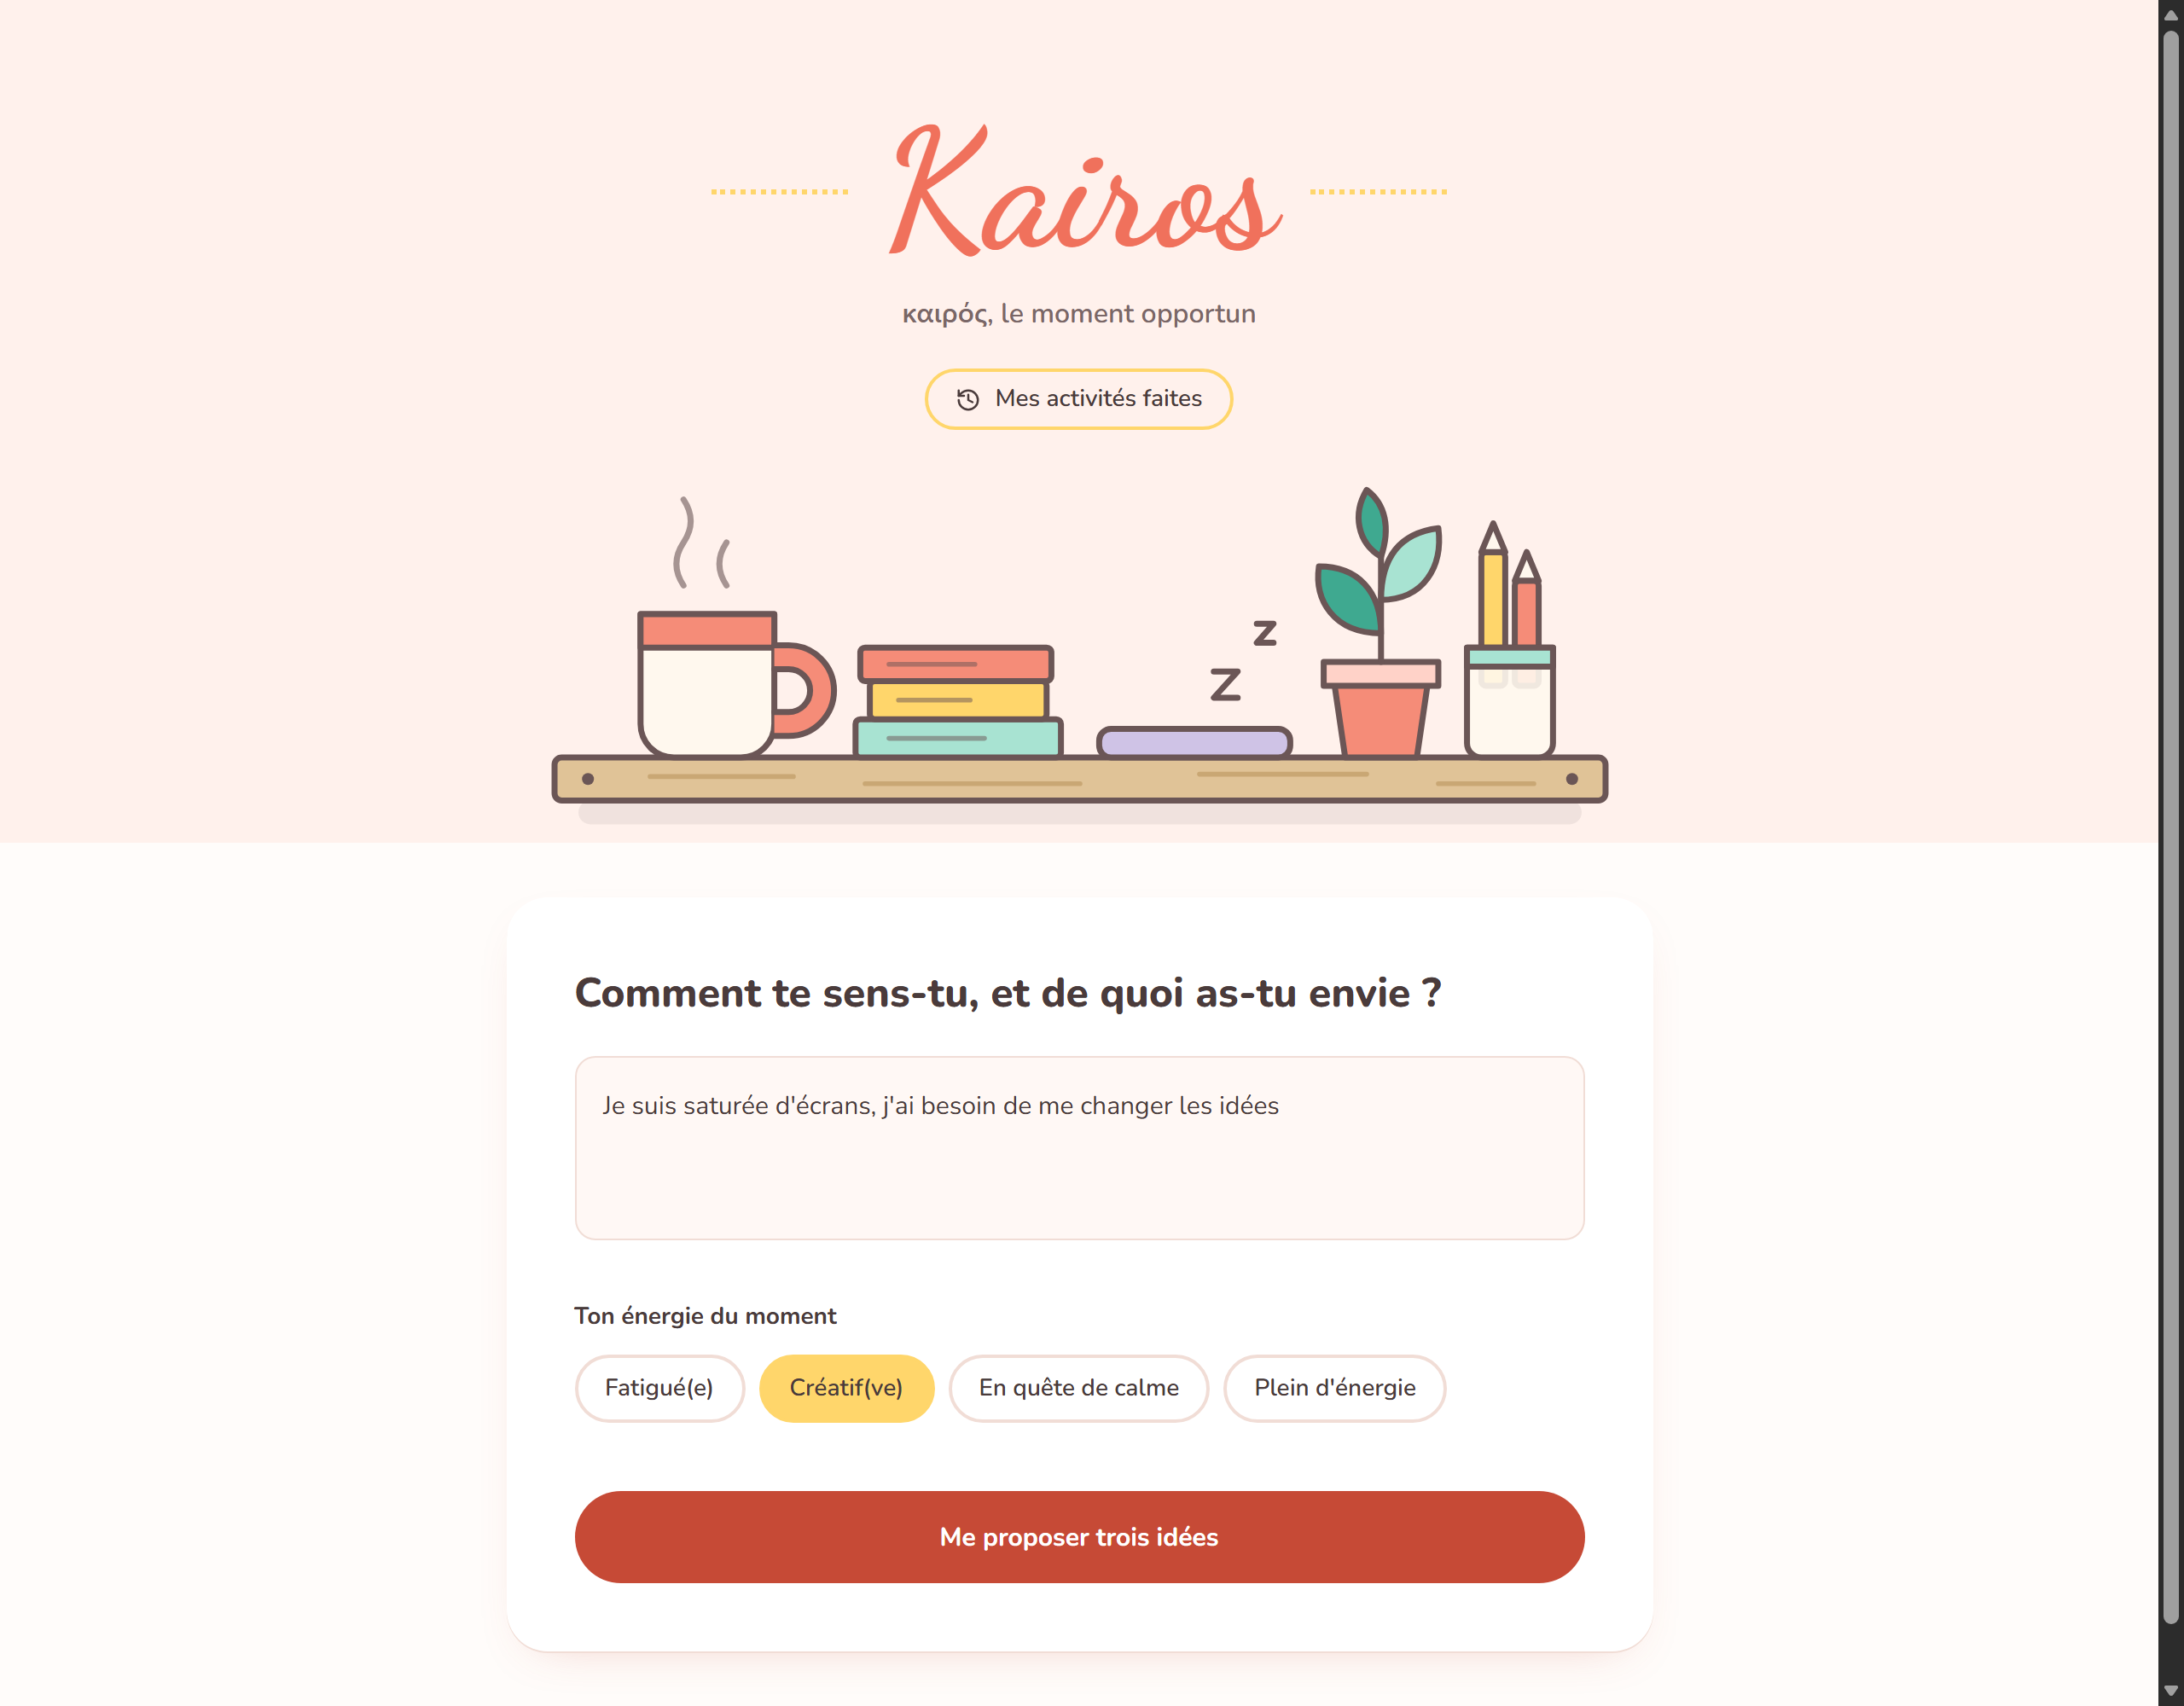 Kairos
καιρός, le moment opportun
Mes activités faites
z
z
Comment te sens-tu, et de quoi as-tu envie ?
Je suis saturée d'écrans, j'ai besoin de me changer les idées
Ton énergie du moment
Fatigué(e) Créatif(ve) En quête de calme Plein d'énergie
Me proposer trois idées